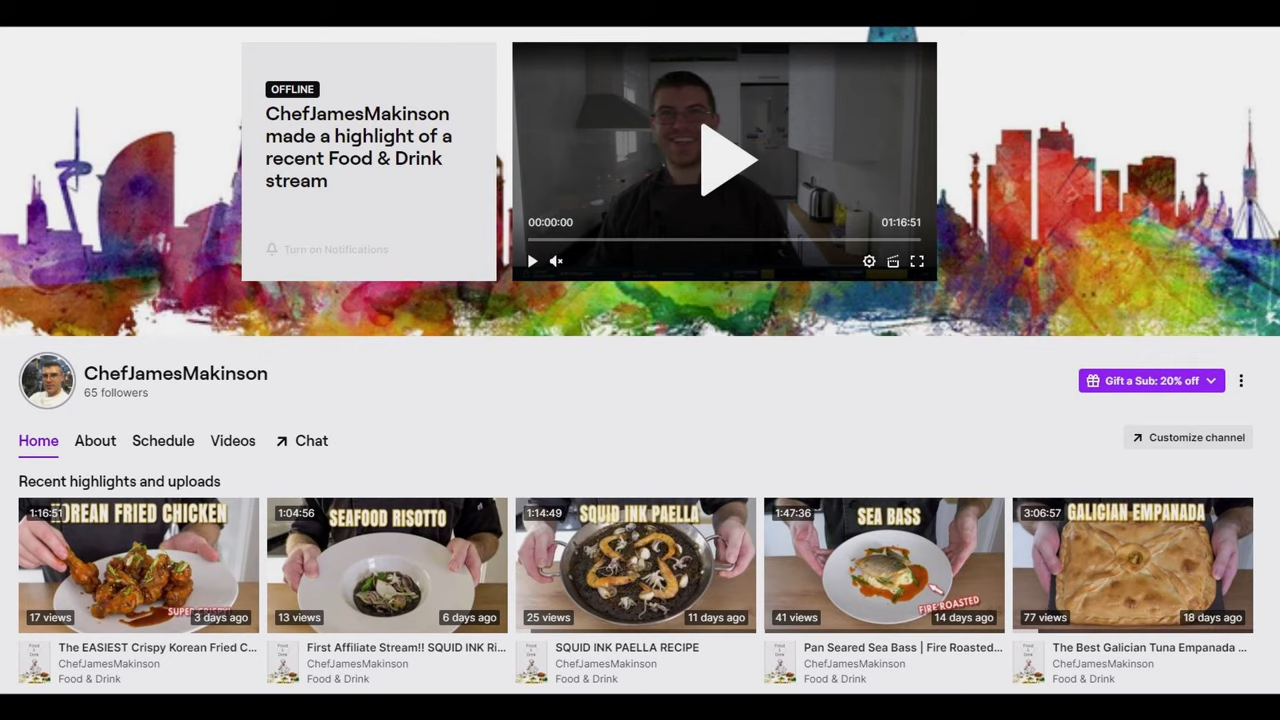 OFFLINE
ChefJamesMakinson
made a highlight of a
recent Food & Drink
stream
Turn on Notifications
00:00:00
01:16:51
ChefJamesMakinson
65 followers
Gift a Sub: 20% off
Home
About
Schedule
Videos
Chat
Customize channel
Recent highlights and uploads
1:16:51
KOREAN FRIED CHICKEN
SUPER CRISPY!
17 views
3 days ago
The EASIEST Crispy Korean Fried C...
ChefJamesMakinson
Food & Drink
1:04:56
SEAFOOD RISOTTO
13 views
6 days ago
First Affiliate Stream!! SQUID INK Ri...
ChefJamesMakinson
Food & Drink
1:14:49
SQUID INK PAELLA
25 views
11 days ago
SQUID INK PAELLA RECIPE
ChefJamesMakinson
Food & Drink
1:47:36
SEA BASS
FIRE ROASTED
41 views
14 days ago
Pan Seared Sea Bass | Fire Roasted...
ChefJamesMakinson
Food & Drink
3:06:57
GALICIAN EMPANADA
77 views
18 days ago
The Best Galician Tuna Empanada ...
ChefJamesMakinson
Food & Drink